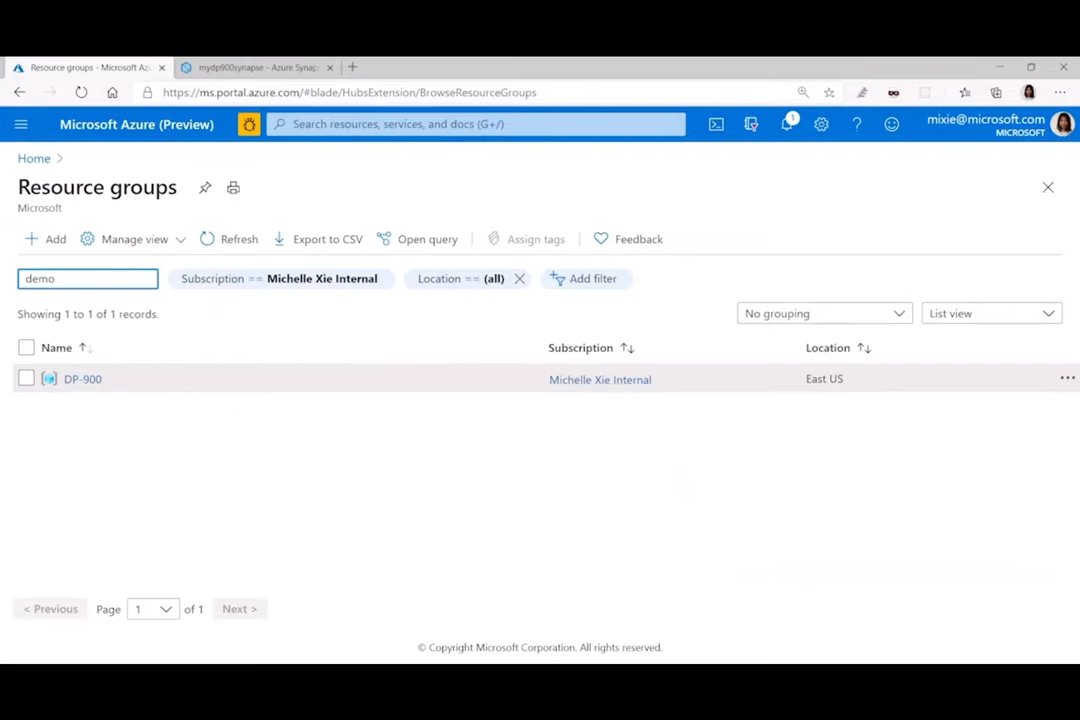 Resource groups - Microsoft Az
mydp900synapse - Azure Synap
https://ms.portal.azure.com/#blade/HubsExtension/BrowseResourceGroups
Microsoft Azure (Preview)
Search resources, services, and docs (G+/)
1
mixie@microsoft.com
MICROSOFT
Home
Resource groups
Microsoft
Add
Manage view
Refresh
Export to CSV
Open query
Assign tags
Feedback
demo
Subscription == Michelle Xie Internal
Location == (all)
Add filter
Showing 1 to 1 of 1 records.
No grouping
List view
Name
Subscription
Location
DP-900
Michelle Xie Internal
East US
< Previous
Page
1
of 1
Next >
© Copyright Microsoft Corporation. All rights reserved.